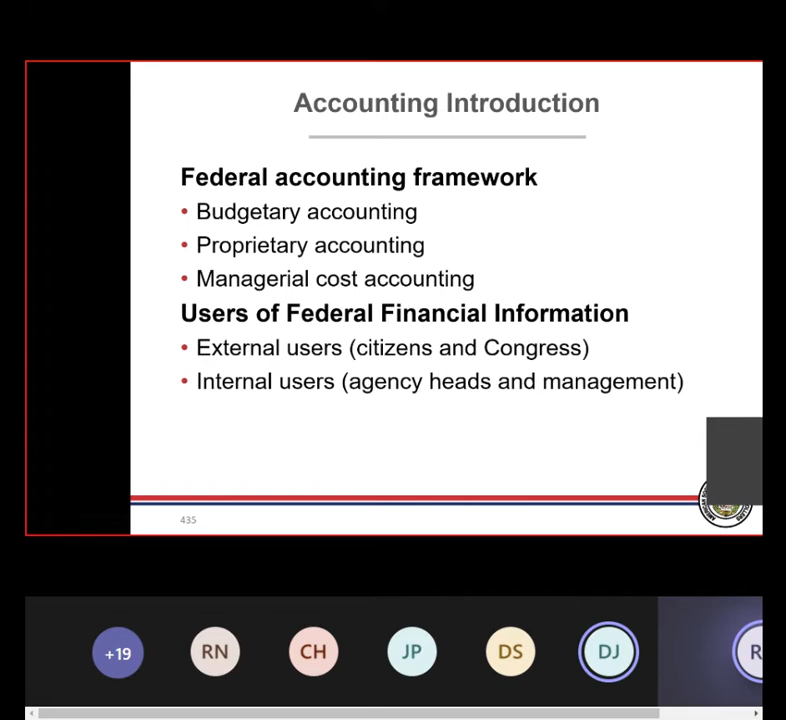 Accounting Introduction
Federal accounting framework
• Budgetary accounting
• Proprietary accounting
• Managerial cost accounting
Users of Federal Financial Information
• External users (citizens and Congress)
• Internal users (agency heads and management)
435
+19
RN
CH
JP
DS
DJ